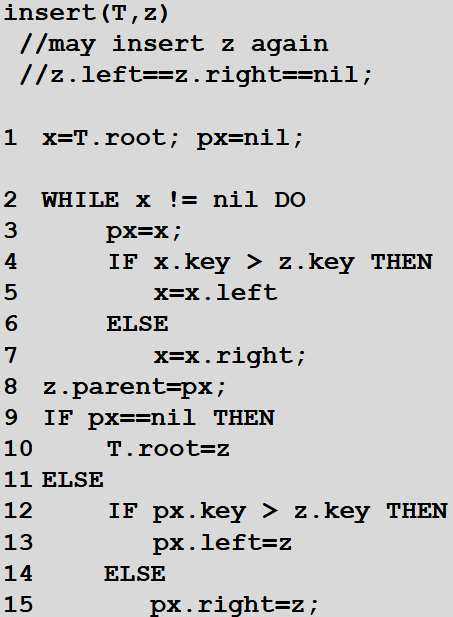 insert(T,z)
//may insert z again
//z.left==z.right==nil;
1 x=T.root; px=nil;
2 WHILE x != nil DO
3 px=x;
4 IF x.key > z.key THEN
5 x=x.left
6 ELSE
7 x=x.right;
8 z.parent=px;
9 IF px==nil THEN
10 T.root=z
11 ELSE
12 IF px.key > z.key THEN
13 px.left=z
14 ELSE
15 px.right=z;